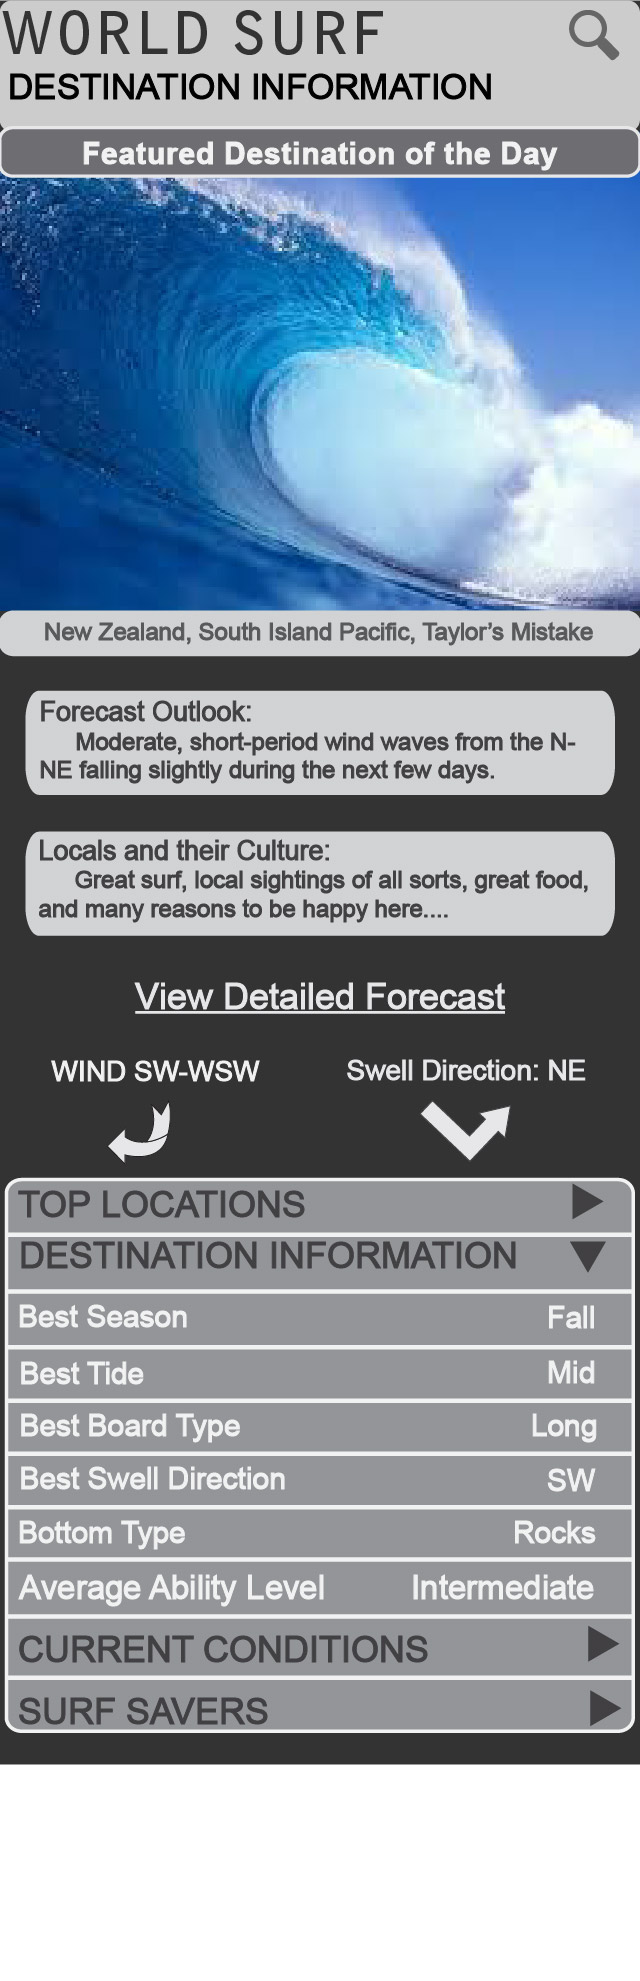 WORLD SURF
DESTINATION INFORMATION
Featured Destination of the Day
New Zealand, South Island Pacific, Taylor's Mistake
Forecast Outlook:
Moderate, short-period wind waves from the N-
NE falling slightly during the next few days.
Locals and their Culture:
Great surf, local sightings of all sorts, great food,
and many reasons to be happy here....
View Detailed Forecast
WIND SW-WSW Swell Direction: NE
TOP LOCATIONS
DESTINATION INFORMATION
Best Season Fall
Best Tide Mid
Best Board Type Long
Best Swell Direction SW
Bottom Type Rocks
Average Ability Level Intermediate
CURRENT CONDITIONS
SURF SAVERS